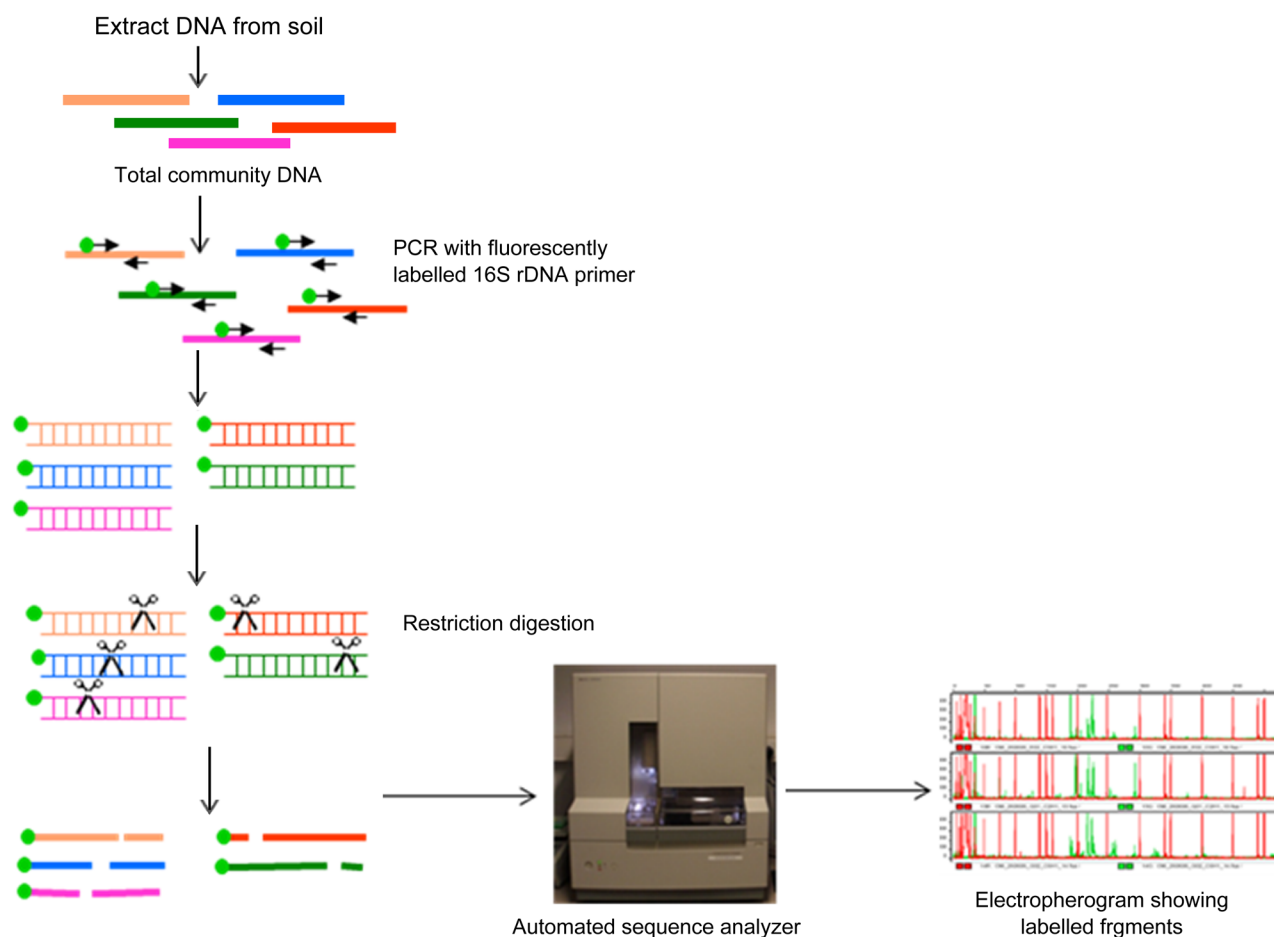 Extract DNA from soil
Total community DNA
PCR with fluorescently
labelled 16S rDNA primer
Restriction digestion
Automated sequence analyzer
Electropherogram showing
labelled frgments